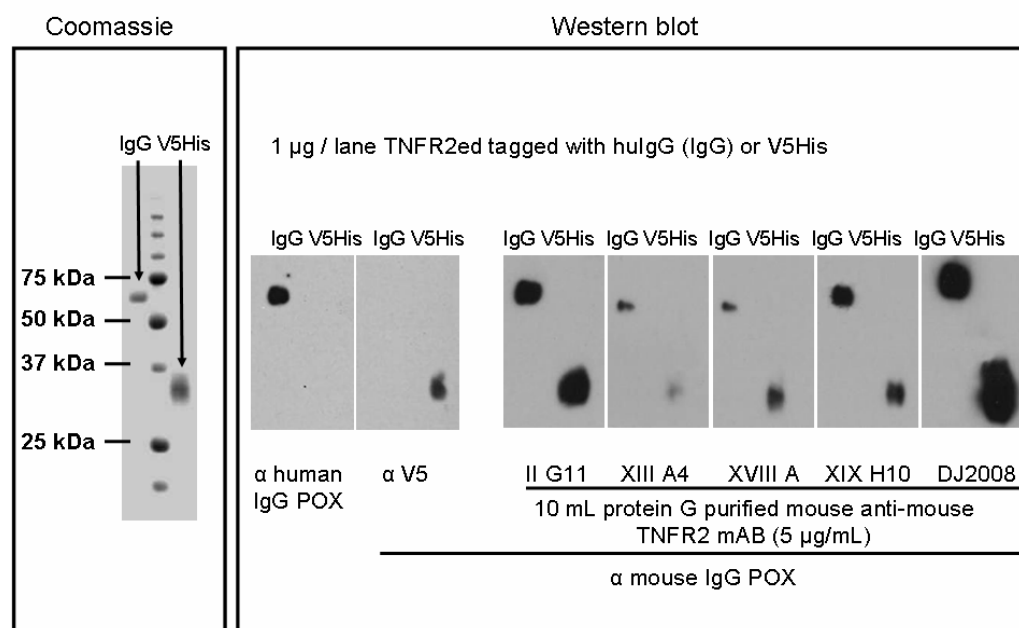 Coomassie
Western blot
IgG V5His
1 µg / lane TNFR2ed tagged with huIgG (IgG) or V5His
IgG V5His IgG V5His IgG V5His IgG V5His IgG V5His IgG V5His IgG V5His
75 kDa
50 kDa
37 kDa
25 kDa
α human
IgG POX
α V5
II G11 XIII A4 XVIII A XIX H10 DJ2008
10 mL protein G purified mouse anti-mouse
TNFR2 mAB (5 µg/mL)
α mouse IgG POX